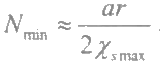 N_min ≈ ar / 2χ_s max.